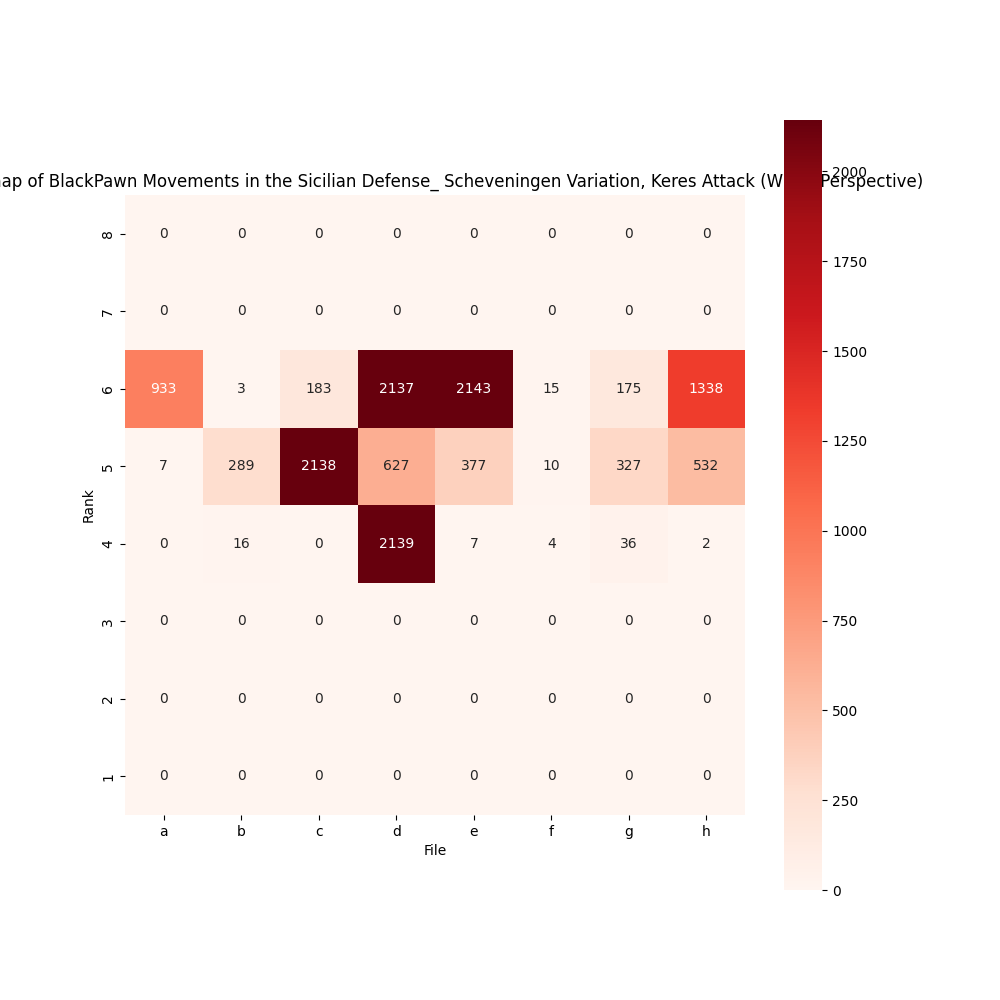 ap of BlackPawn Movements in the Sicilian Defense_ Scheveningen Variation, Keres Attack (W Perspective)
2000
1750
1500
1250
1000
750
500
250
0
Rank
8 0 0 0 0 0 0 0 0
7 0 0 0 0 0 0 0 0
6 933 3 183 2137 2143 15 175 1338
5 7 289 2138 627 377 10 327 532
4 0 16 0 2139 7 4 36 2
3 0 0 0 0 0 0 0 0
2 0 0 0 0 0 0 0 0
1 0 0 0 0 0 0 0 0
a b c d e f g h
File